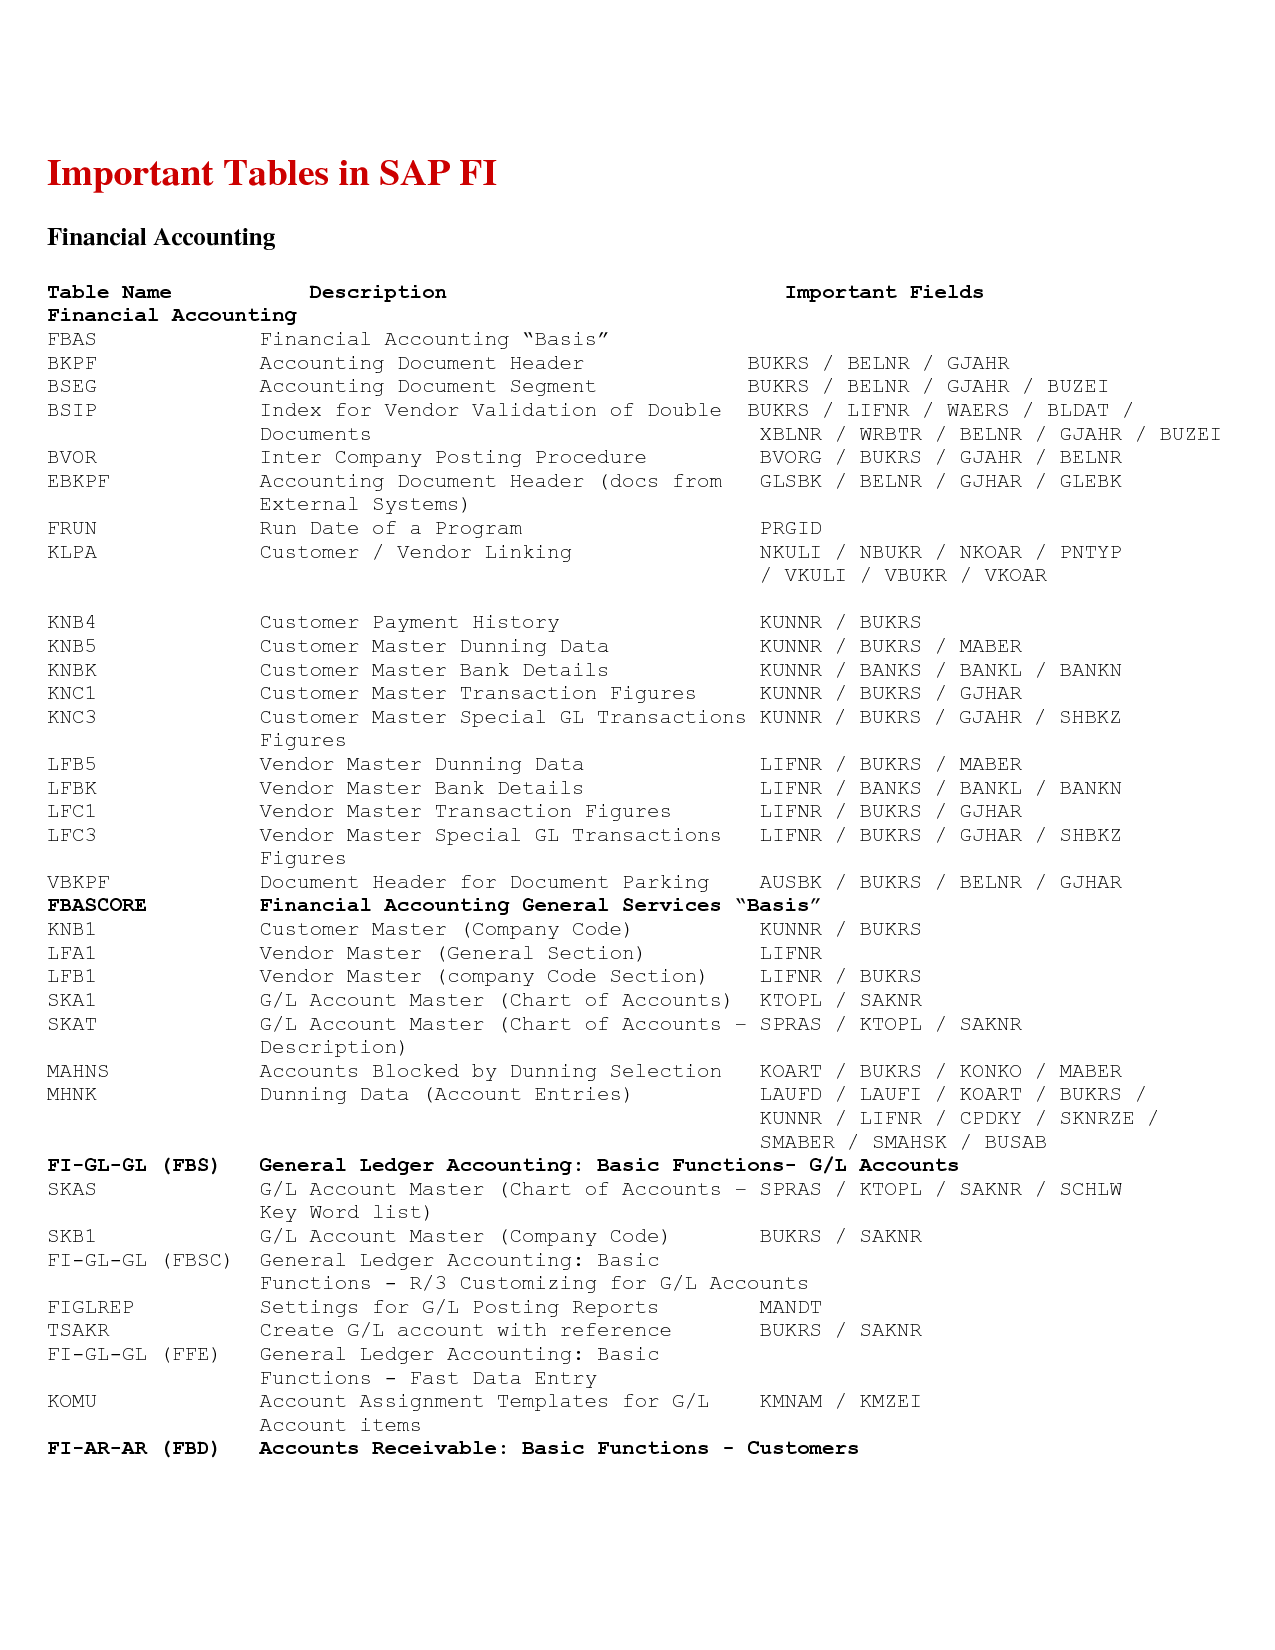 Important Tables in SAP FI
Financial Accounting
Table Name Description Important Fields
Financial Accounting
FBAS Financial Accounting “Basis”
BKPF Accounting Document Header BUKRS / BELNR / GJAHR
BSEG Accounting Document Segment BUKRS / BELNR / GJAHR / BUZEI
BSIP Index for Vendor Validation of Double BUKRS / LIFNR / WAERS / BLDAT /
Documents XBLNR / WRBTR / BELNR / GJAHR / BUZEI
BVOR Inter Company Posting Procedure BVORG / BUKRS / GJAHR / BELNR
EBKPF Accounting Document Header (docs from GLSBK / BELNR / GJHAR / GLEBK
External Systems)
FRUN Run Date of a Program PRGID
KLPA Customer / Vendor Linking NKULI / NBUKR / NKOAR / PNTYP
/ VKULI / VBUKR / VKOAR
KNB4 Customer Payment History KUNNR / BUKRS
KNB5 Customer Master Dunning Data KUNNR / BUKRS / MABER
KNBK Customer Master Bank Details KUNNR / BANKS / BANKL / BANKN
KNC1 Customer Master Transaction Figures KUNNR / BUKRS / GJHAR
KNC3 Customer Master Special GL Transactions KUNNR / BUKRS / GJAHR / SHBKZ
Figures
LFB5 Vendor Master Dunning Data LIFNR / BUKRS / MABER
LFBK Vendor Master Bank Details LIFNR / BANKS / BANKL / BANKN
LFC1 Vendor Master Transaction Figures LIFNR / BUKRS / GJHAR
LFC3 Vendor Master Special GL Transactions LIFNR / BUKRS / GJHAR / SHBKZ
Figures
VBKPF Document Header for Document Parking AUSBK / BUKRS / BELNR / GJHAR
FBASCORE Financial Accounting General Services “Basis”
KNB1 Customer Master (Company Code) KUNNR / BUKRS
LFA1 Vendor Master (General Section) LIFNR
LFB1 Vendor Master (company Code Section) LIFNR / BUKRS
SKA1 G/L Account Master (Chart of Accounts) KTOPL / SAKNR
SKAT G/L Account Master (Chart of Accounts – SPRAS / KTOPL / SAKNR
Description)
MAHNS Accounts Blocked by Dunning Selection KOART / BUKRS / KONKO / MABER
MHNK Dunning Data (Account Entries) LAUFD / LAUFI / KOART / BUKRS /
KUNNR / LIFNR / CPDKY / SKNRZE /
SMABER / SMAHSK / BUSAB
FI-GL-GL (FBS) General Ledger Accounting: Basic Functions- G/L Accounts
SKAS G/L Account Master (Chart of Accounts – SPRAS / KTOPL / SAKNR / SCHLW
Key Word list)
SKB1 G/L Account Master (Company Code) BUKRS / SAKNR
FI-GL-GL (FBSC) General Ledger Accounting: Basic
Functions - R/3 Customizing for G/L Accounts
FIGLREP Settings for G/L Posting Reports MANDT
TSAKR Create G/L account with reference BUKRS / SAKNR
FI-GL-GL (FFE) General Ledger Accounting: Basic
Functions - Fast Data Entry
KOMU Account Assignment Templates for G/L KMNAM / KMZEI
Account items
FI-AR-AR (FBD) Accounts Receivable: Basic Functions - Customers